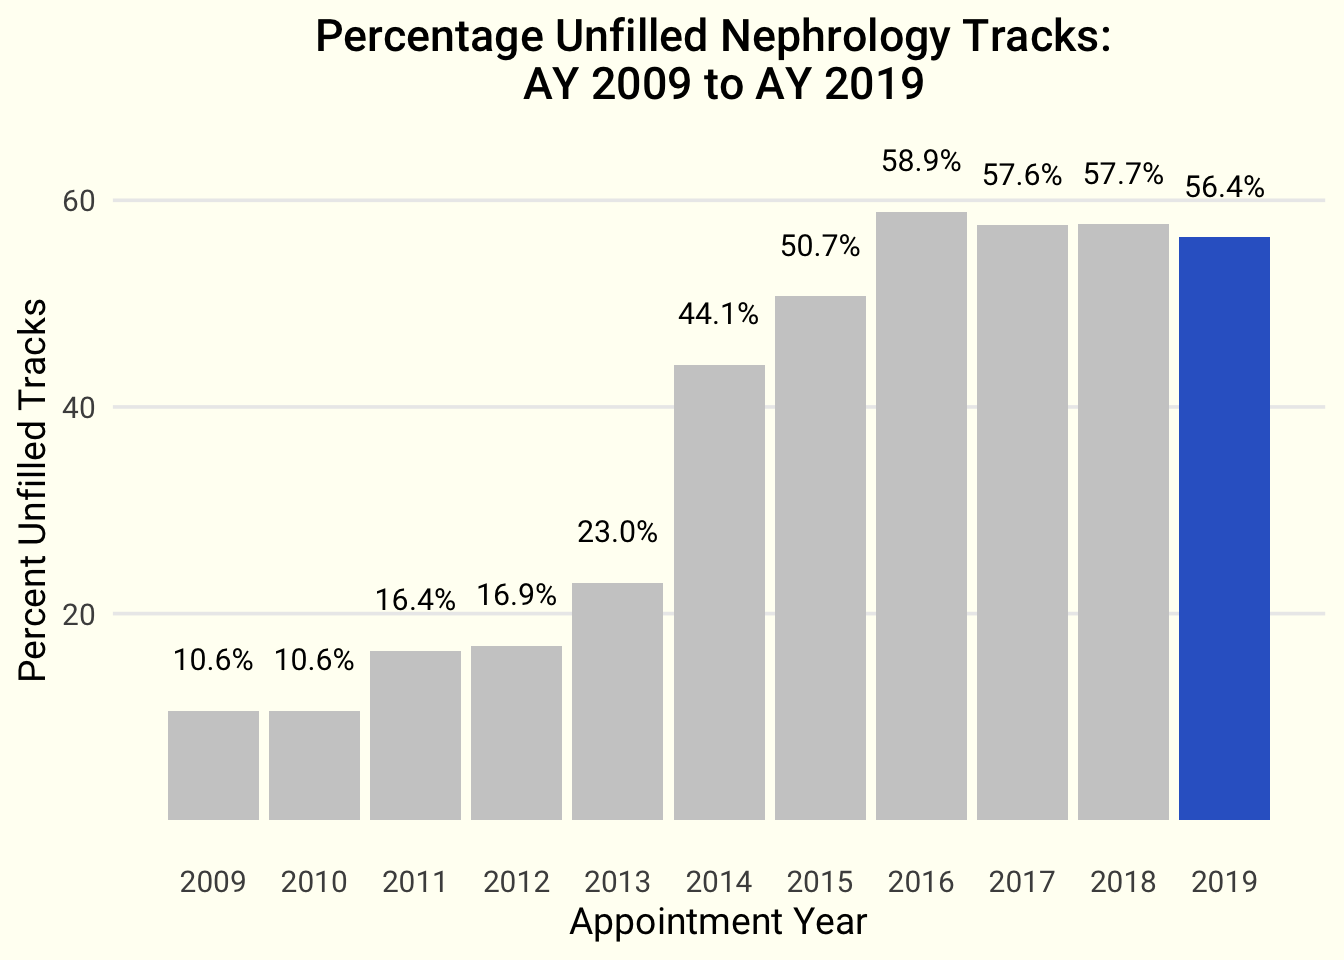 Percentage Unfilled Nephrology Tracks:
AY 2009 to AY 2019
Percent Unfilled Tracks
60
40
20
10.6%
10.6%
16.4%
16.9%
23.0%
44.1%
50.7%
58.9%
57.6%
57.7%
56.4%
2009 2010 2011 2012 2013 2014 2015 2016 2017 2018 2019
Appointment Year